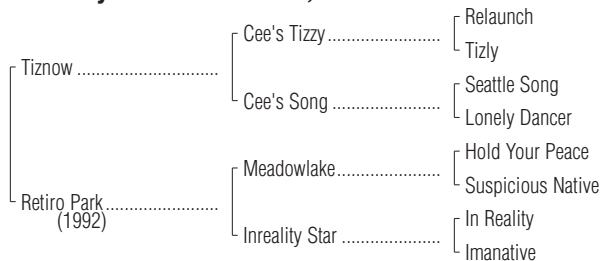 Relaunch
Cee's Tizzy
Tizly
Tiznow
Seattle Song
Cee's Song
Lonely Dancer
Hold Your Peace
Meadowlake
Suspicious Native
Retiro Park
(1992)
In Reality
Inreality Star
Imanative